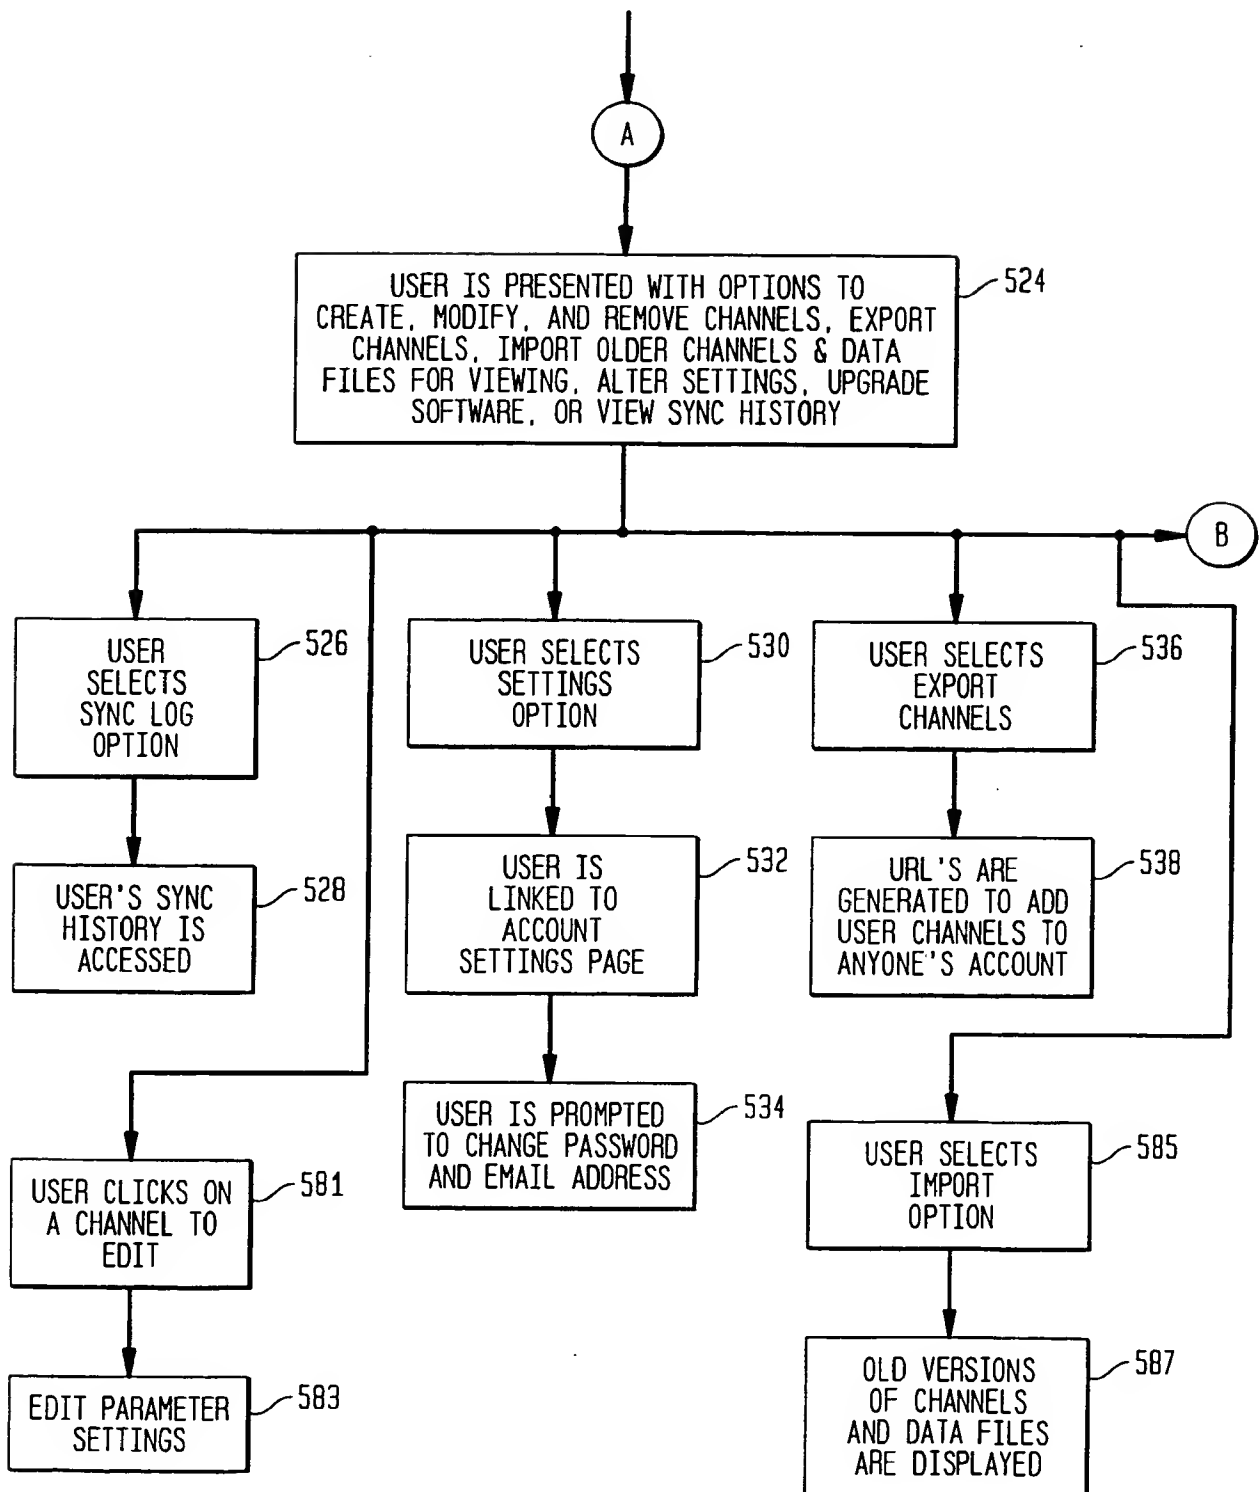 A
USER IS PRESENTED WITH OPTIONS TO
CREATE, MODIFY, AND REMOVE CHANNELS, EXPORT
CHANNELS, IMPORT OLDER CHANNELS & DATA
FILES FOR VIEWING, ALTER SETTINGS, UPGRADE
SOFTWARE, OR VIEW SYNC HISTORY
524
B
USER
SELECTS
SYNC LOG
OPTION
526
USER SELECTS
SETTINGS
OPTION
530
USER SELECTS
EXPORT
CHANNELS
536
USER'S SYNC
HISTORY IS
ACCESSED
528
USER IS
LINKED TO
ACCOUNT
SETTINGS PAGE
532
URL'S ARE
GENERATED TO ADD
USER CHANNELS TO
ANYONE'S ACCOUNT
538
USER IS PROMPTED
TO CHANGE PASSWORD
AND EMAIL ADDRESS
534
USER CLICKS ON
A CHANNEL TO
EDIT
581
USER SELECTS
IMPORT
OPTION
585
EDIT PARAMETER
SETTINGS
583
OLD VERSIONS
OF CHANNELS
AND DATA FILES
ARE DISPLAYED
587